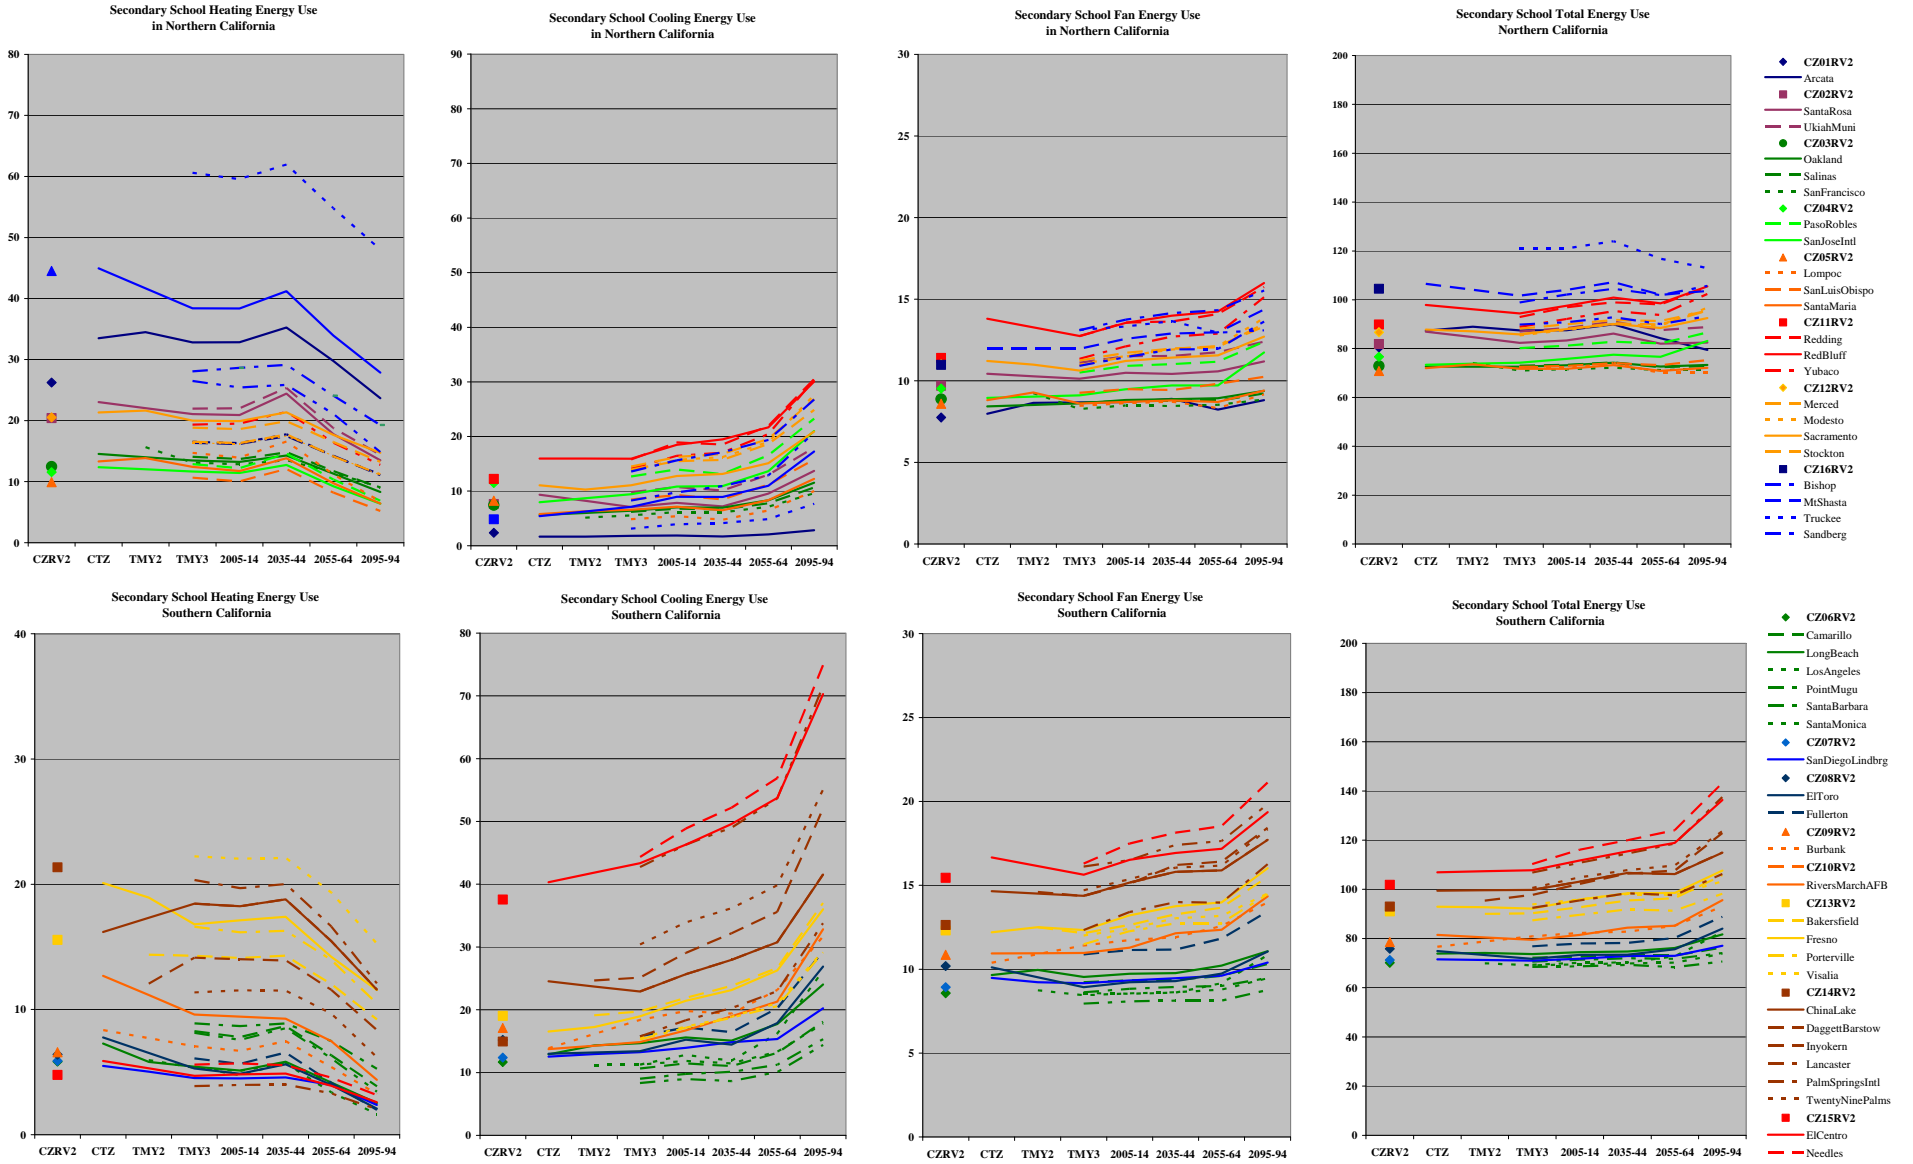 Secondary School Heating Energy Use
in Northern California
80
70
60
50
40
30
20
10
0
CZRV2 CTZ TMY2 TMY3 2005-14 2035-44 2055-64 2095-94
Secondary School Cooling Energy Use
in Northern California
90
80
70
60
50
40
30
20
10
0
CZRV2 CTZ TMY2 TMY3 2005-14 2035-44 2055-64 2095-94
Secondary School Fan Energy Use
in Northern California
30
25
20
15
10
5
0
CZRV2 CTZ TMY2 TMY3 2005-14 2035-44 2055-64 2095-94
Secondary School Total Energy Use
Northern California
200
180
160
140
120
100
80
60
40
20
0
CZRV2 CTZ TMY2 TMY3 2005-14 2035-44 2055-64 2095-94
CZ01RV2
Arcata
CZ02RV2
SantaRosa
UkiahMuni
CZ03RV2
Oakland
Salinas
SanFrancisco
CZ04RV2
PasoRobles
SanJoseIntl
CZ05RV2
Lompoc
SanLuisObispo
SantaMaria
CZ11RV2
Redding
RedBluff
Yubaco
CZ12RV2
Merced
Modesto
Sacramento
Stockton
CZ16RV2
Bishop
MtShasta
Truckee
Sandberg
Secondary School Heating Energy Use
Southern California
40
30
20
10
0
CZRV2 CTZ TMY2 TMY3 2005-14 2035-44 2055-64 2095-94
Secondary School Cooling Energy Use
Southern California
80
70
60
50
40
30
20
10
0
CZRV2 CTZ TMY2 TMY3 2005-14 2035-44 2055-64 2095-94
Secondary School Fan Energy Use
Southern California
30
25
20
15
10
5
0
CZRV2 CTZ TMY2 TMY3 2005-14 2035-44 2055-64 2095-94
Secondary School Total Energy Use
Southern California
200
180
160
140
120
100
80
60
40
20
0
CZRV2 CTZ TMY2 TMY3 2005-14 2035-44 2055-64 2095-94
CZ06RV2
Camarillo
LongBeach
LosAngeles
PointMugu
SantaBarbara
SantaMonica
CZ07RV2
SanDiegoLindbrg
CZ08RV2
ElToro
Fullerton
CZ09RV2
Burbank
CZ10RV2
RiversMarchAFB
CZ13RV2
Bakersfield
Fresno
Porterville
Visalia
CZ14RV2
ChinaLake
DaggettBarstow
Inyokern
Lancaster
PalmSpringsIntl
TwentyNinePalms
CZ15RV2
ElCentro
Needles